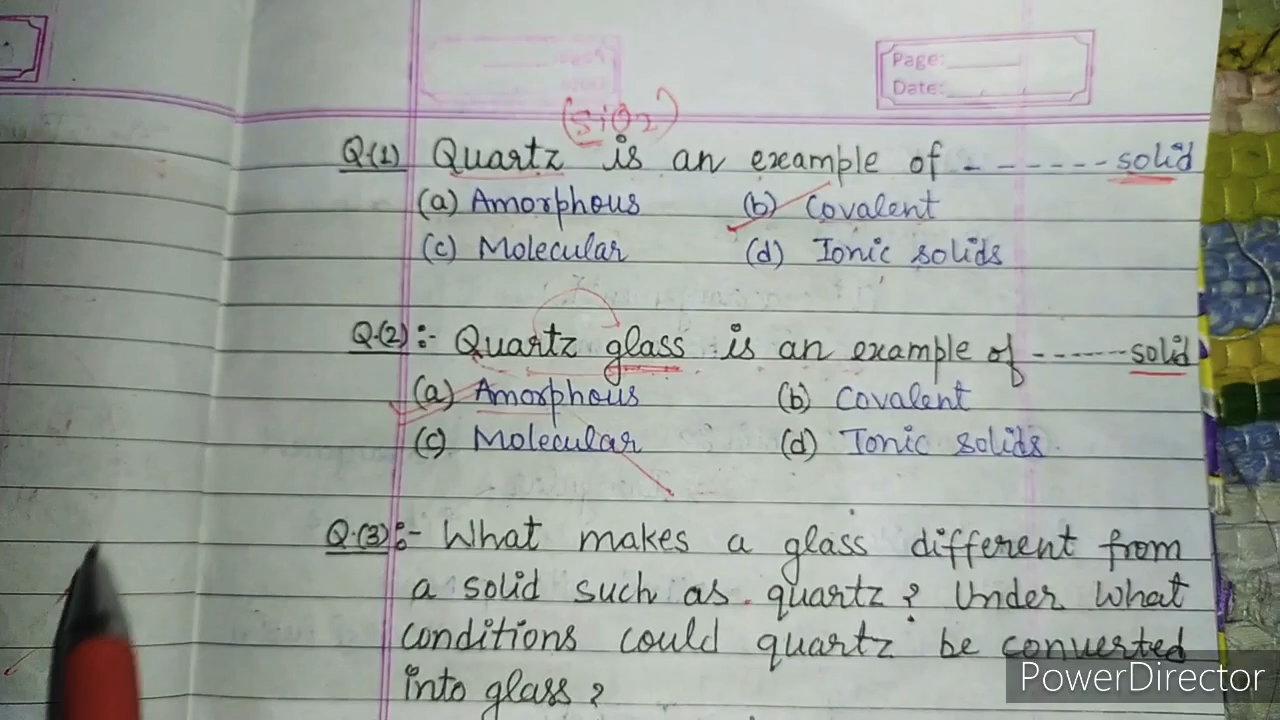 Page:
Date:
(SiO2)
Q.(1) Quartz is an example of ------ solid
(a) Amorphous (b) Covalent
(c) Molecular (d) Ionic solids
Q.(2):- Quartz glass is an example of ------ solid
(a) Amorphous (b) Covalent
(c) Molecular (d) Ionic solids.
Q.(3):- What makes a glass different from
a solid such as quartz? Under What
conditions could quartz be converted
into glass?
PowerDirector